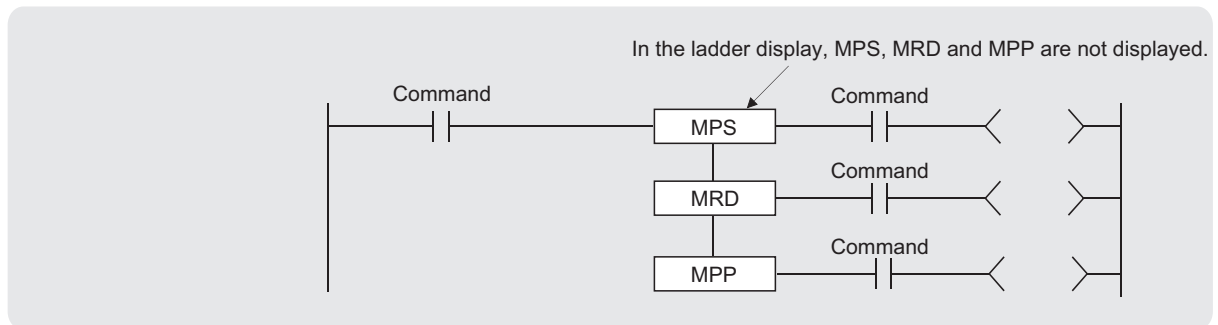 In the ladder display, MPS, MRD and MPP are not displayed.
Command
Command
MPS
Command
MRD
Command
MPP